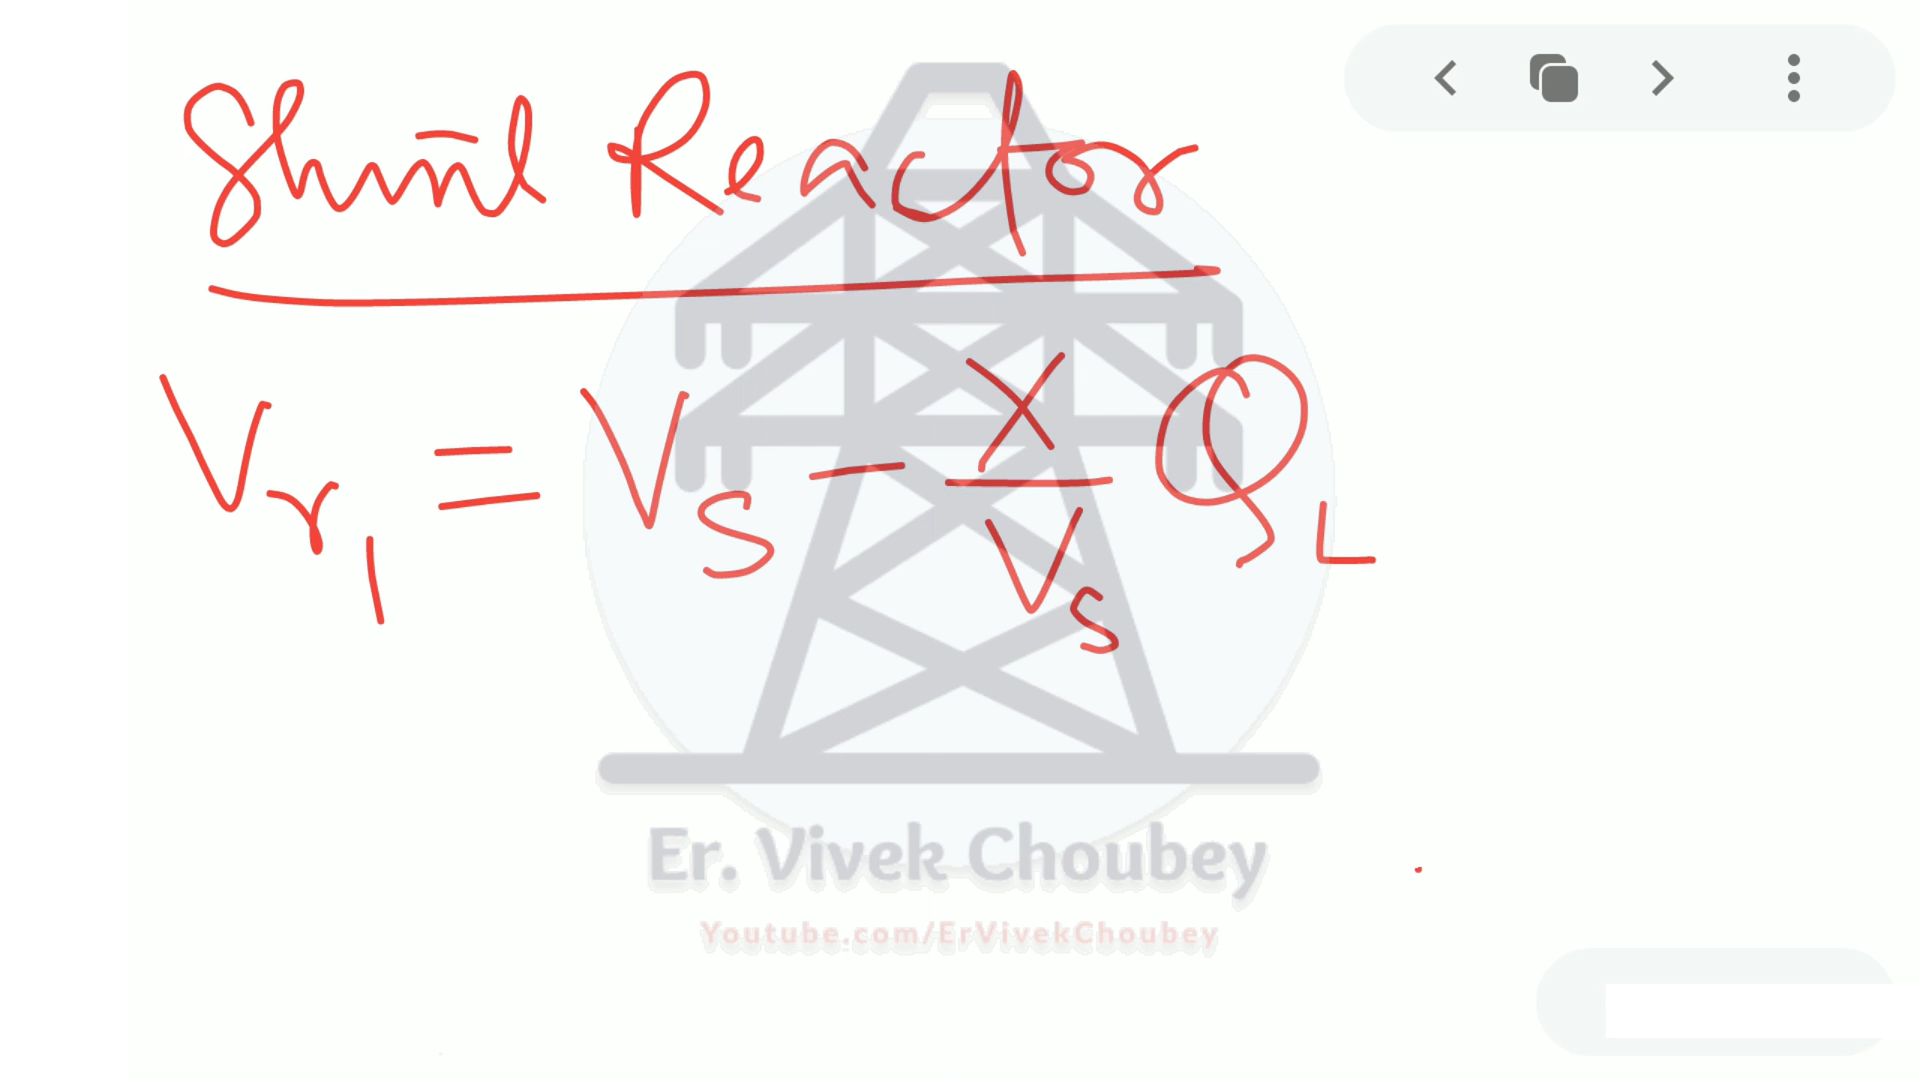 Shunt Reactor
Vr1 = VS - X/VS QL
Er. Vivek Choubey
Youtube.com/ErVivekChoubey